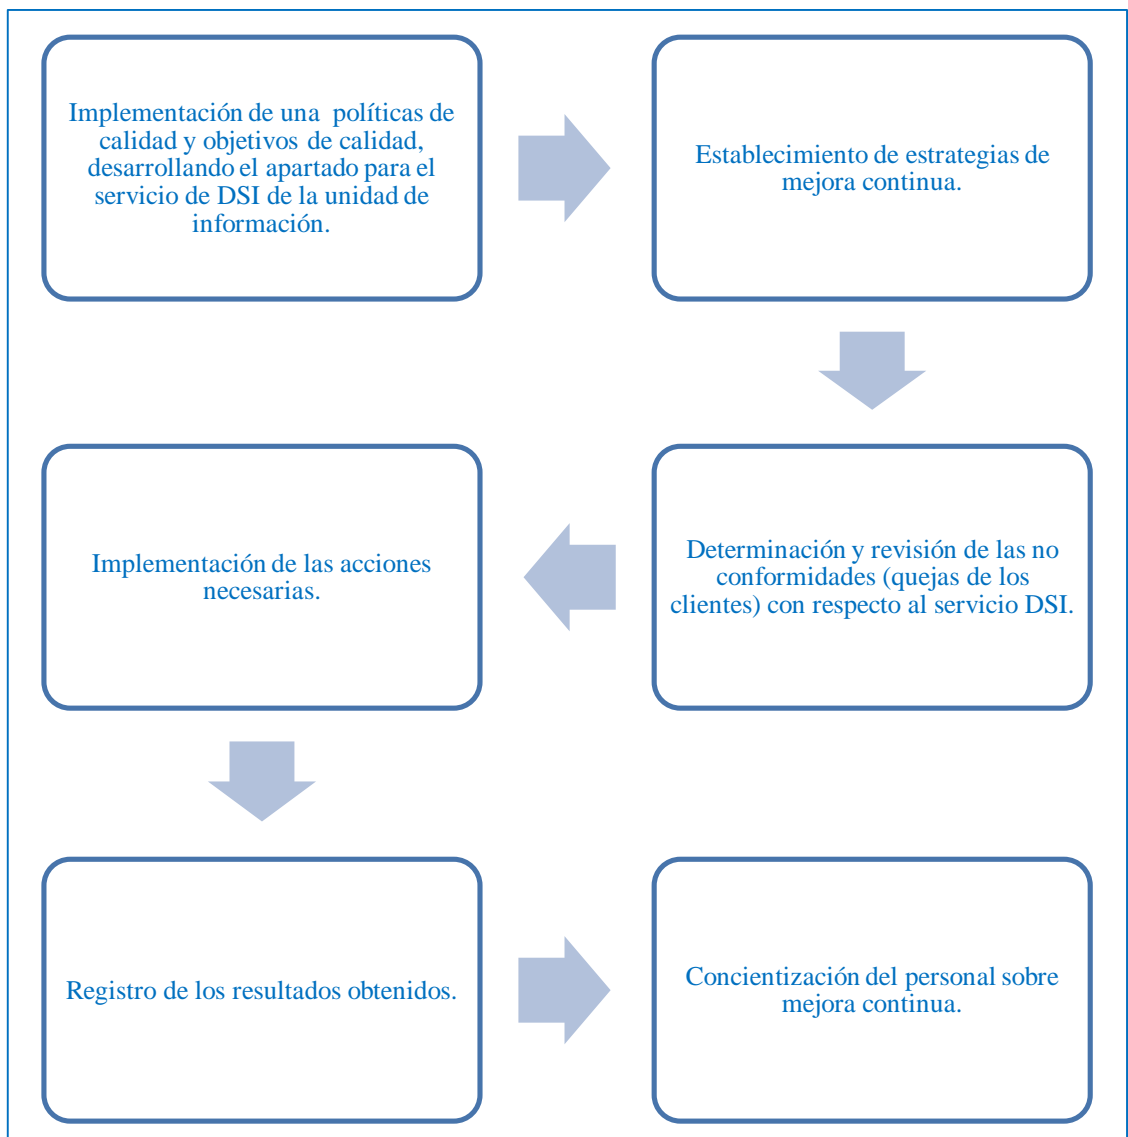 Implementación de una  políticas de
calidad y objetivos de calidad,
desarrollando el apartado para el
servicio de DSI de la unidad de
información.
Establecimiento de estrategias de
mejora continua.
Determinación y revisión de las no
conformidades (quejas de los
clientes) con respecto al servicio DSI.
Implementación de las acciones
necesarias.
Registro de los resultados obtenidos.
Concientización del personal sobre
mejora continua.